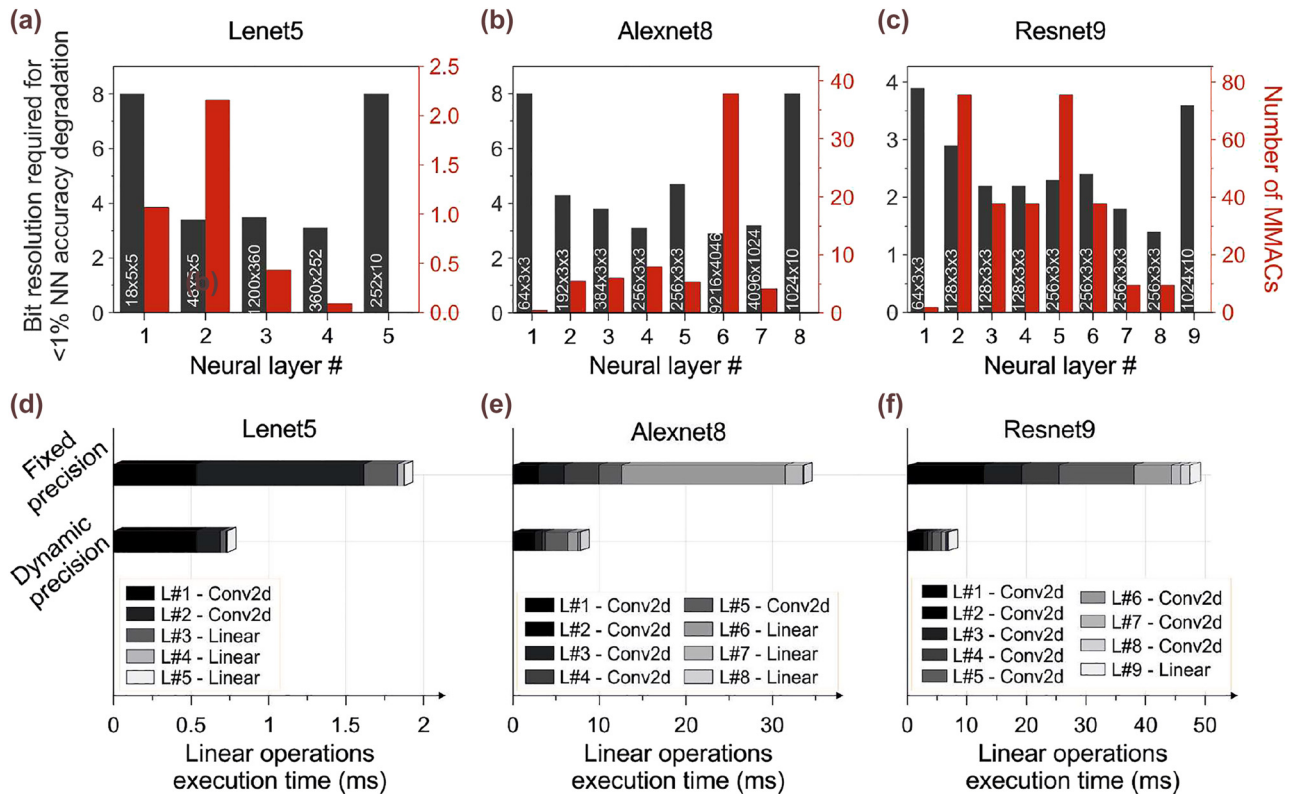 (a)
Lenet5
(b)
Alexnet8
(c)
Resnet9
Bit resolution required for
<1% NN accuracy degradation
8
6
4
2
0
18x5x5
48x5x5
(b)
1200x360
360x252
252x10
2.5
2.0
1.5
1.0
0.5
0.0
1 2 3 4 5
Neural layer #
8
6
4
2
0
64x3x3
192x3x3
384x3x3
256x3x3
256x3x3
9216x4046
4096x1024
1024x10
40
30
20
10
0
1 2 3 4 5 6 7 8
Neural layer #
4
3
2
1
0
64x3x3
128x3x3
128x3x3
128x3x3
256x3x3
256x3x3
256x3x3
256x3x3
1024x10
80
60
40
20
0
Number of MMACs
1 2 3 4 5 6 7 8 9
Neural layer #
(d)
Lenet5
Fixed
precision
Dynamic
precision
L#1 - Conv2d
L#2 - Conv2d
L#3 - Linear
L#4 - Linear
L#5 - Linear
0 0.5 1 1.5 2
Linear operations
execution time (ms)
(e)
Alexnet8
L#1 - Conv2d
L#2 - Conv2d
L#3 - Conv2d
L#4 - Conv2d
L#5 - Conv2d
L#6 - Linear
L#7 - Linear
L#8 - Linear
0 10 20 30
Linear operations
execution time (ms)
(f)
Resnet9
L#1 - Conv2d
L#2 - Conv2d
L#3 - Conv2d
L#4 - Conv2d
L#5 - Conv2d
L#6 - Conv2d
L#7 - Conv2d
L#8 - Conv2d
L#9 - Linear
0 10 20 30 40 50
Linear operations
execution time (ms)